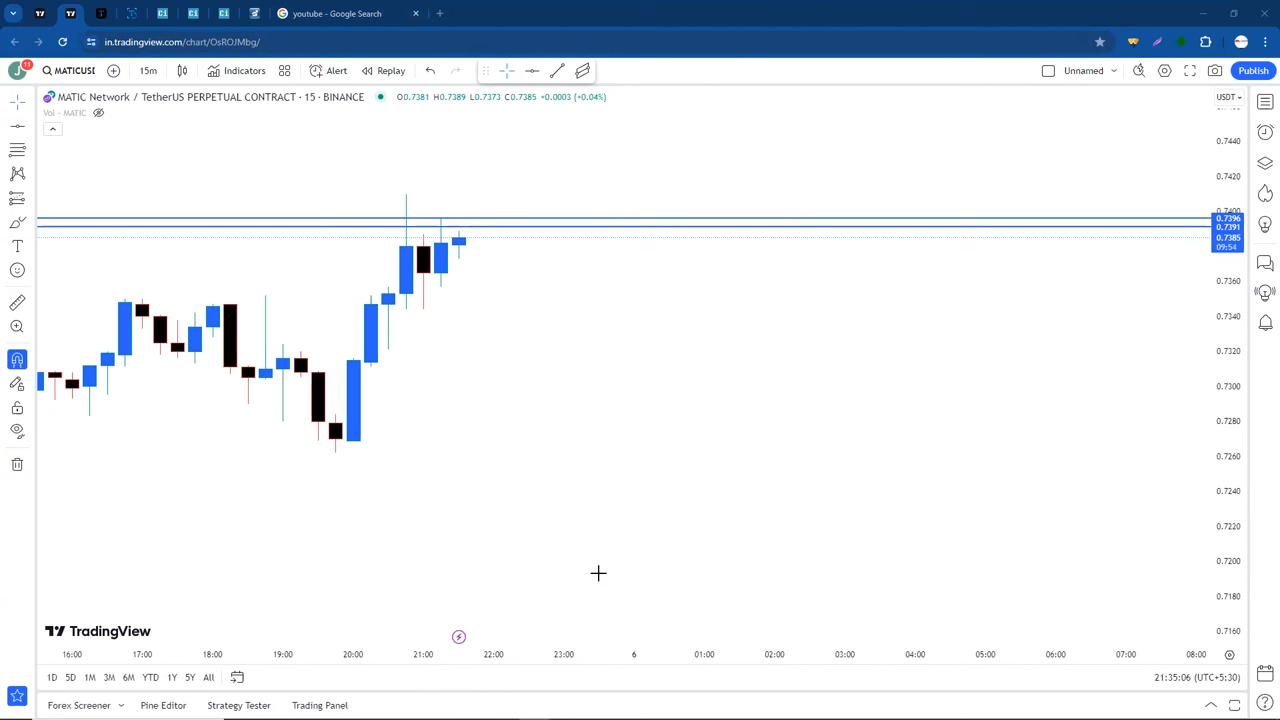 youtube - Google Search
in.tradingview.com/chart/OsROJMbg/
11
MATICUSI
15m
Indicators
Alert
Replay
Unnamed
Publish
MATIC Network / TetherUS PERPETUAL CONTRACT · 15 · BINANCE
O0.7381 H0.7389 L0.7373 C0.7385 +0.0003 (+0.04%)
USDT
Vol · MATIC
0.7440
0.7420
0.7400
0.7396
0.7391
0.7385
09:54
0.7360
0.7340
0.7320
0.7300
0.7280
0.7260
0.7240
0.7220
0.7200
0.7180
0.7160
TradingView
16:00 17:00 18:00 19:00 20:00 21:00 22:00 23:00 6 01:00 02:00 03:00 04:00 05:00 06:00 07:00 08:00
1D 5D 1M 3M 6M YTD 1Y 5Y All
21:35:06 (UTC+5:30)
Forex Screener Pine Editor Strategy Tester Trading Panel